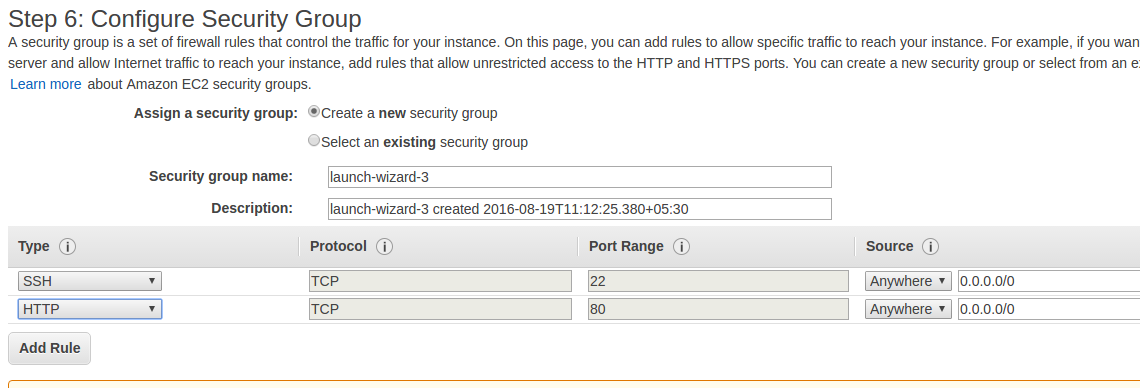 Step 6: Configure Security Group
A security group is a set of firewall rules that control the traffic for your instance. On this page, you can add rules to allow specific traffic to reach your instance. For example, if you wan
server and allow Internet traffic to reach your instance, add rules that allow unrestricted access to the HTTP and HTTPS ports. You can create a new security group or select from an e
Learn more about Amazon EC2 security groups.
Assign a security group: Create a new security group
Select an existing security group
Security group name: launch-wizard-3
Description: launch-wizard-3 created 2016-08-19T11:12:25.380+05:30
Type i Protocol i Port Range i Source i
SSH TCP 22 Anywhere 0.0.0.0/0
HTTP TCP 80 Anywhere 0.0.0.0/0
Add Rule